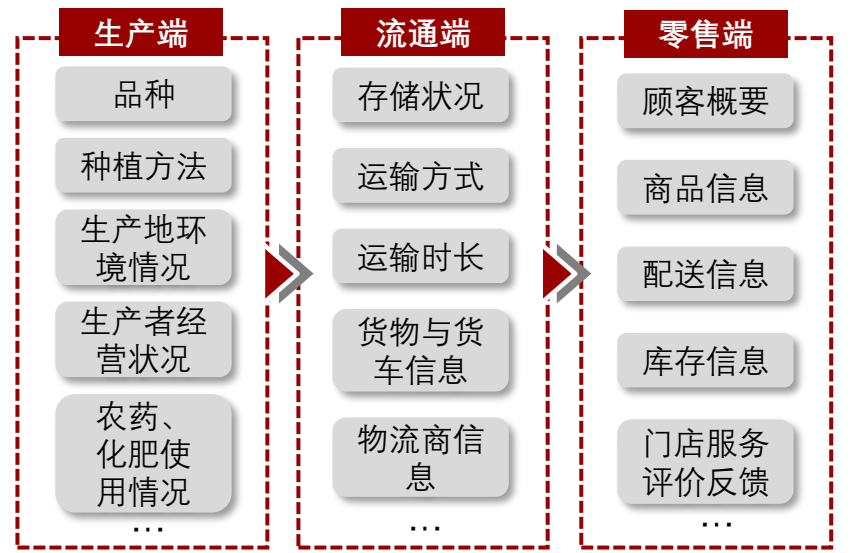 生产端
品种
种植方法
生产地环
境情况
生产者经
营状况
农药、
化肥使
用情况
...
流通端
存储状况
运输方式
运输时长
货物与货
车信息
物流商信
息
...
零售端
顾客概要
商品信息
配送信息
库存信息
门店服务
评价反馈
...